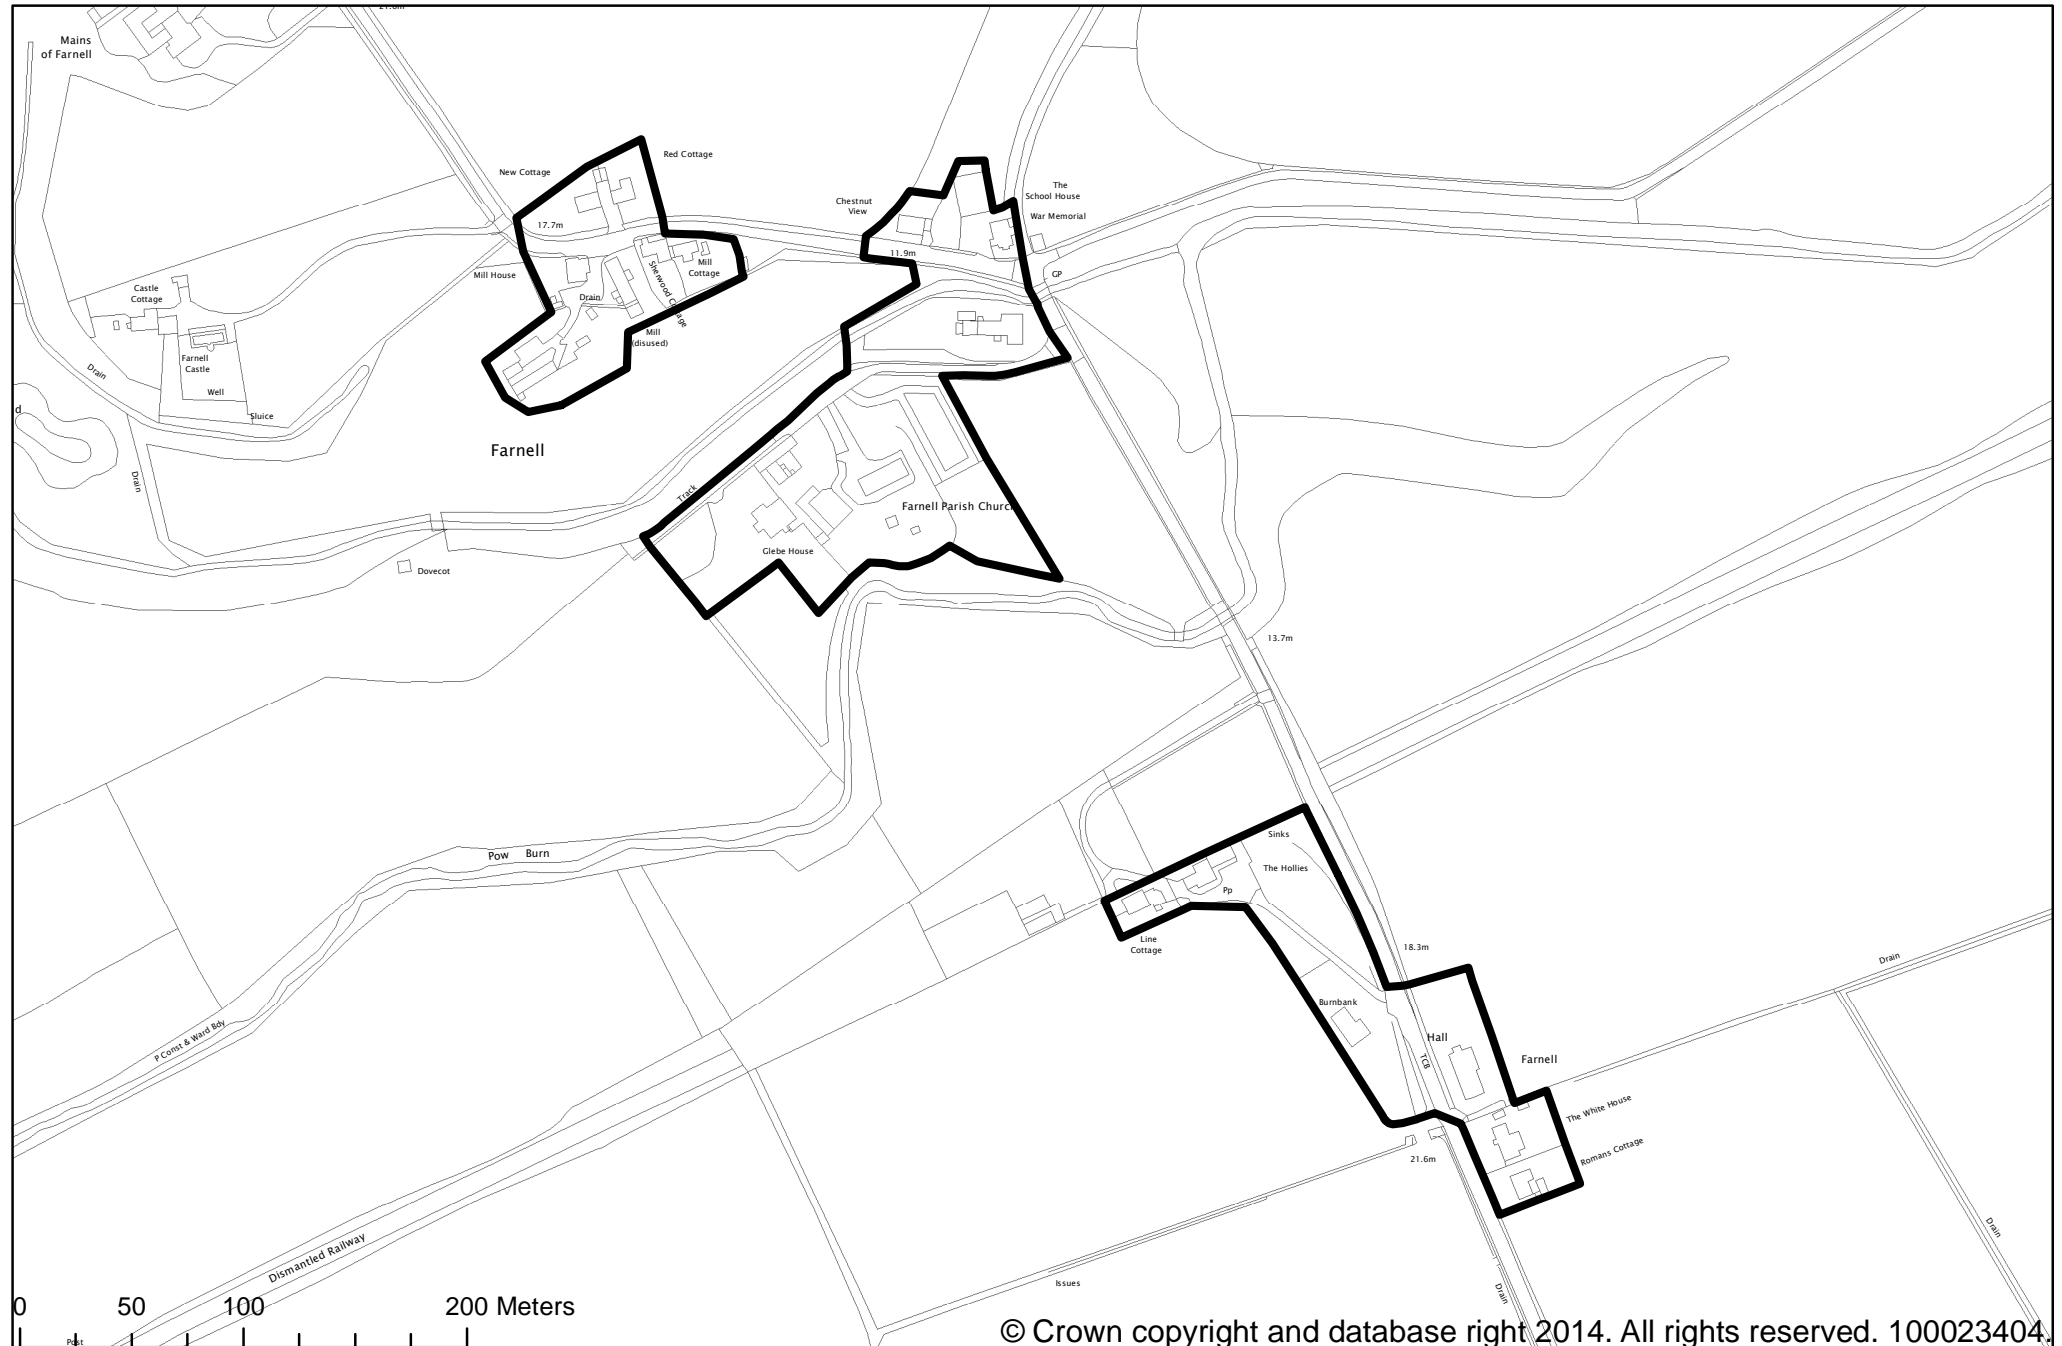 21.6m
Mains
of Farnell
Red Cottage
New Cottage
17.7m
Chestnut
View
The
School House
War Memorial
11.9m
GP
Mill House
Mill
Cottage
Sherwood Cottage
Drain
Castle
Cottage
Mill
(disused)
Farnell
Castle
Drain
Well
Sluice
d
Farnell
Drain
Track
Farnell Parish Church
Glebe House
Dovecot
13.7m
Sinks
Pow Burn
The Hollies
Pp
Line
Cottage
18.3m
Drain
Burnbank
P Const & Ward Bdy
Hall
TCB
Farnell
The White House
Romans Cottage
21.6m
Drain
Dismantled Railway
Issues
Drain
0 50 100 200 Meters
Post
© Crown copyright and database right 2014. All rights reserved. 100023404.